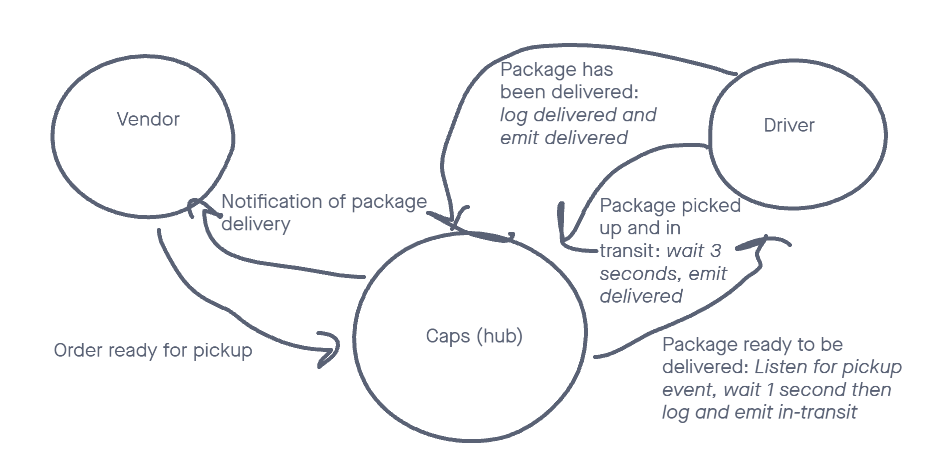 Vendor
Package has
been delivered:
log delivered and
emit delivered
Driver
Notification of package
delivery
Package picked
up and in
transit: wait 3
seconds, emit
delivered
Caps (hub)
Order ready for pickup
Package ready to be
delivered: Listen for pickup
event, wait 1 second then
log and emit in-transit